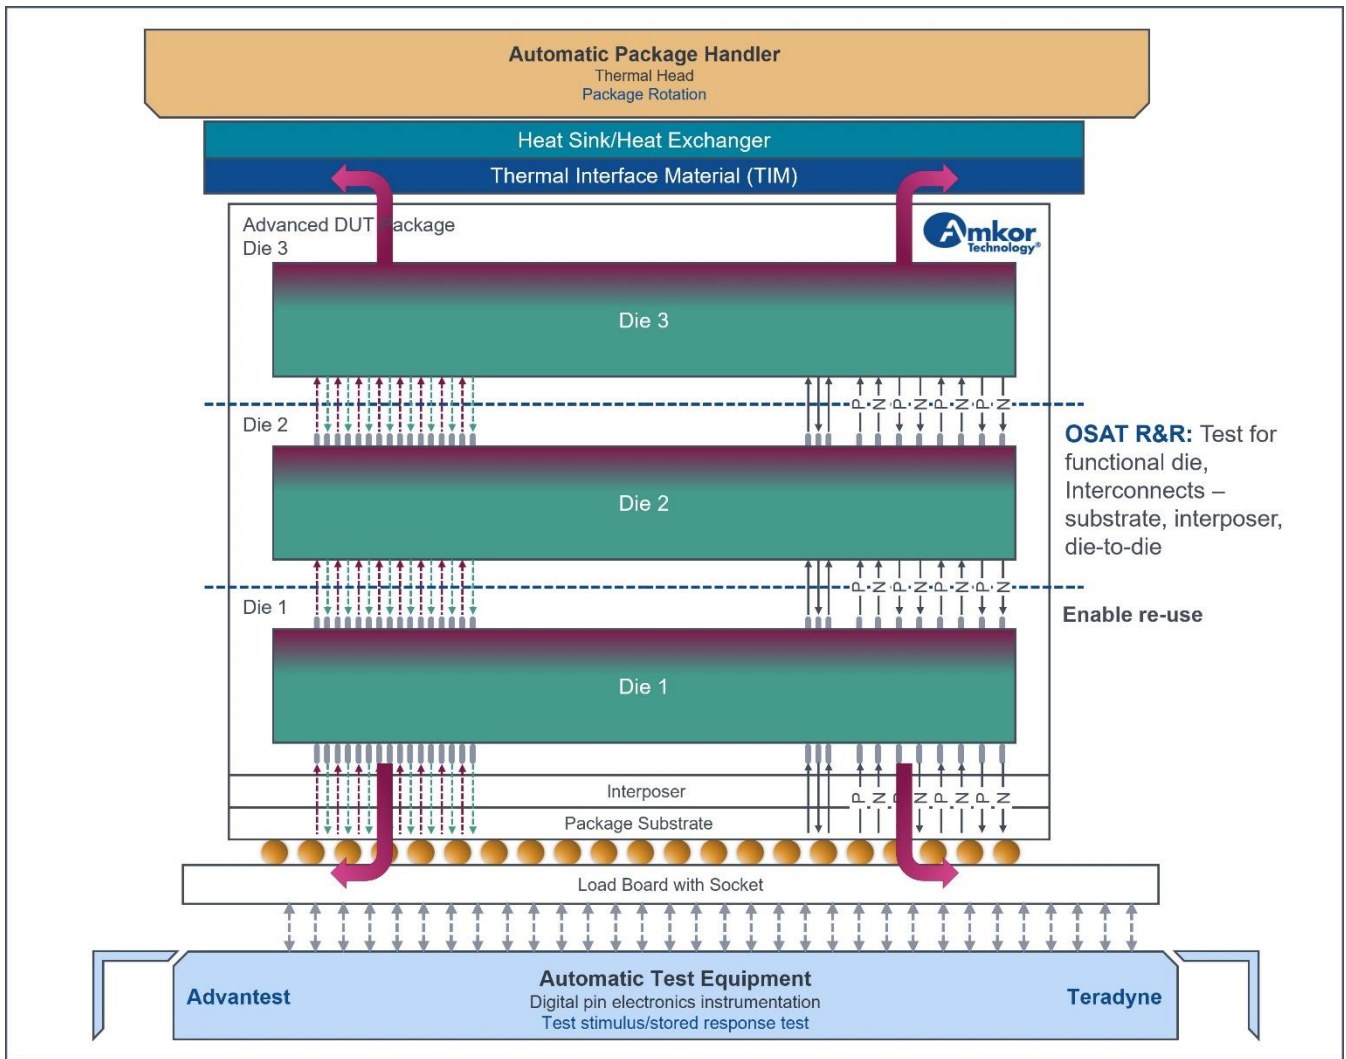 Automatic Package Handler
Thermal Head
Package Rotation
Heat Sink/Heat Exchanger
Thermal Interface Material (TIM)
Advanced DUT Package
Die 3
Amkor
Technology®
Die 3
P N P N P N P N
Die 2
Die 2
OSAT R&R: Test for
functional die,
Interconnects –
substrate, interposer,
die-to-die
P N P N P N P N
Die 1
Enable re-use
Die 1
Interposer
P N P N P N P N
Package Substrate
Load Board with Socket
Automatic Test Equipment
Advantest
Digital pin electronics instrumentation
Teradyne
Test stimulus/stored response test